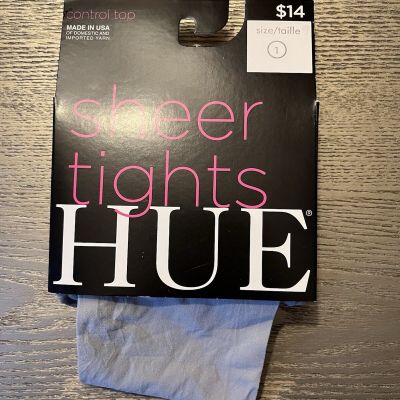 control top
MADE IN USA
OF DOMESTIC AND
IMPORTED YARN
$14
size/taille
1
sheer
tights
HUE®